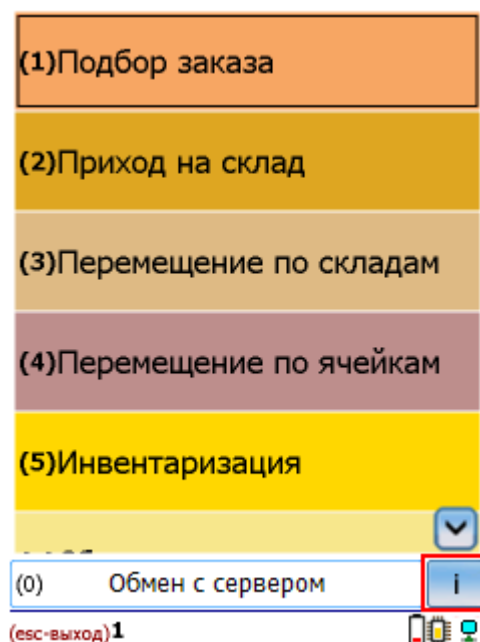 (1)Подбор заказа
(2)Приход на склад
(3)Перемещение по складам
(4)Перемещение по ячейкам
(5)Инвентаризация
(0) Обмен с сервером i
(esc-выход)1